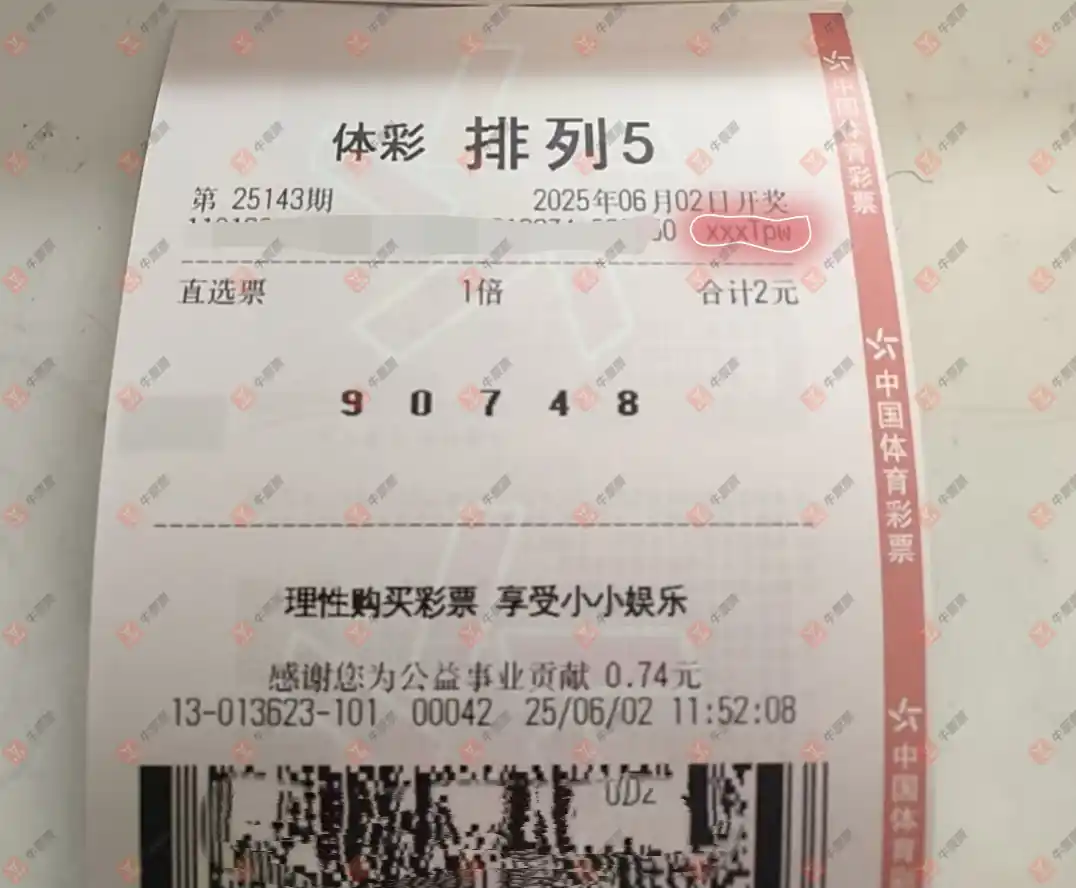 体彩 排列5
第 25143期 2025年06月02日开奖
xxxTpw
直选票 1倍 合计2元
9 0 7 4 8
理性购买彩票 享受小小娱乐
感谢您为公益事业贡献 0.74元
13-013623-101 00042 25/06/02 11:52:08
中国体育彩票
中国体育彩票
中国体育